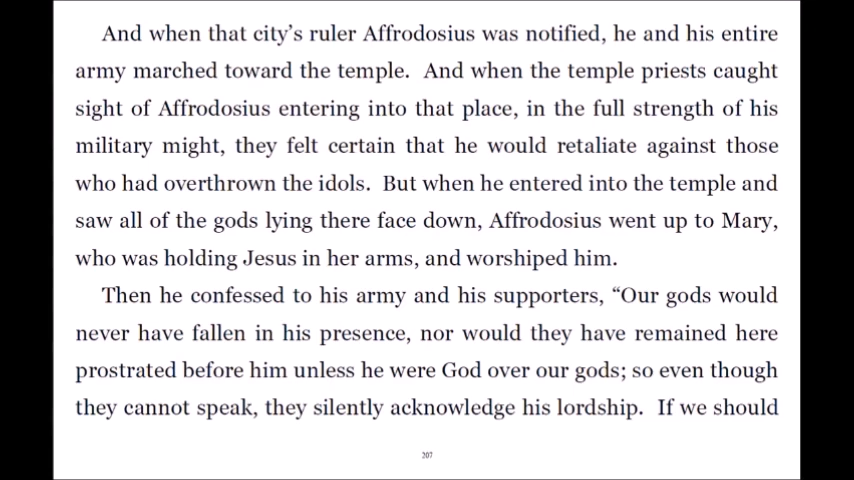 And when that city’s ruler Affrodosius was notified, he and his entire
army marched toward the temple.  And when the temple priests caught
sight of Affrodosius entering into that place, in the full strength of his
military might, they felt certain that he would retaliate against those
who had overthrown the idols.  But when he entered into the temple and
saw all of the gods lying there face down, Affrodosius went up to Mary,
who was holding Jesus in her arms, and worshiped him.
Then he confessed to his army and his supporters, “Our gods would
never have fallen in his presence, nor would they have remained here
prostrated before him unless he were God over our gods; so even though
they cannot speak, they silently acknowledge his lordship.  If we should
207